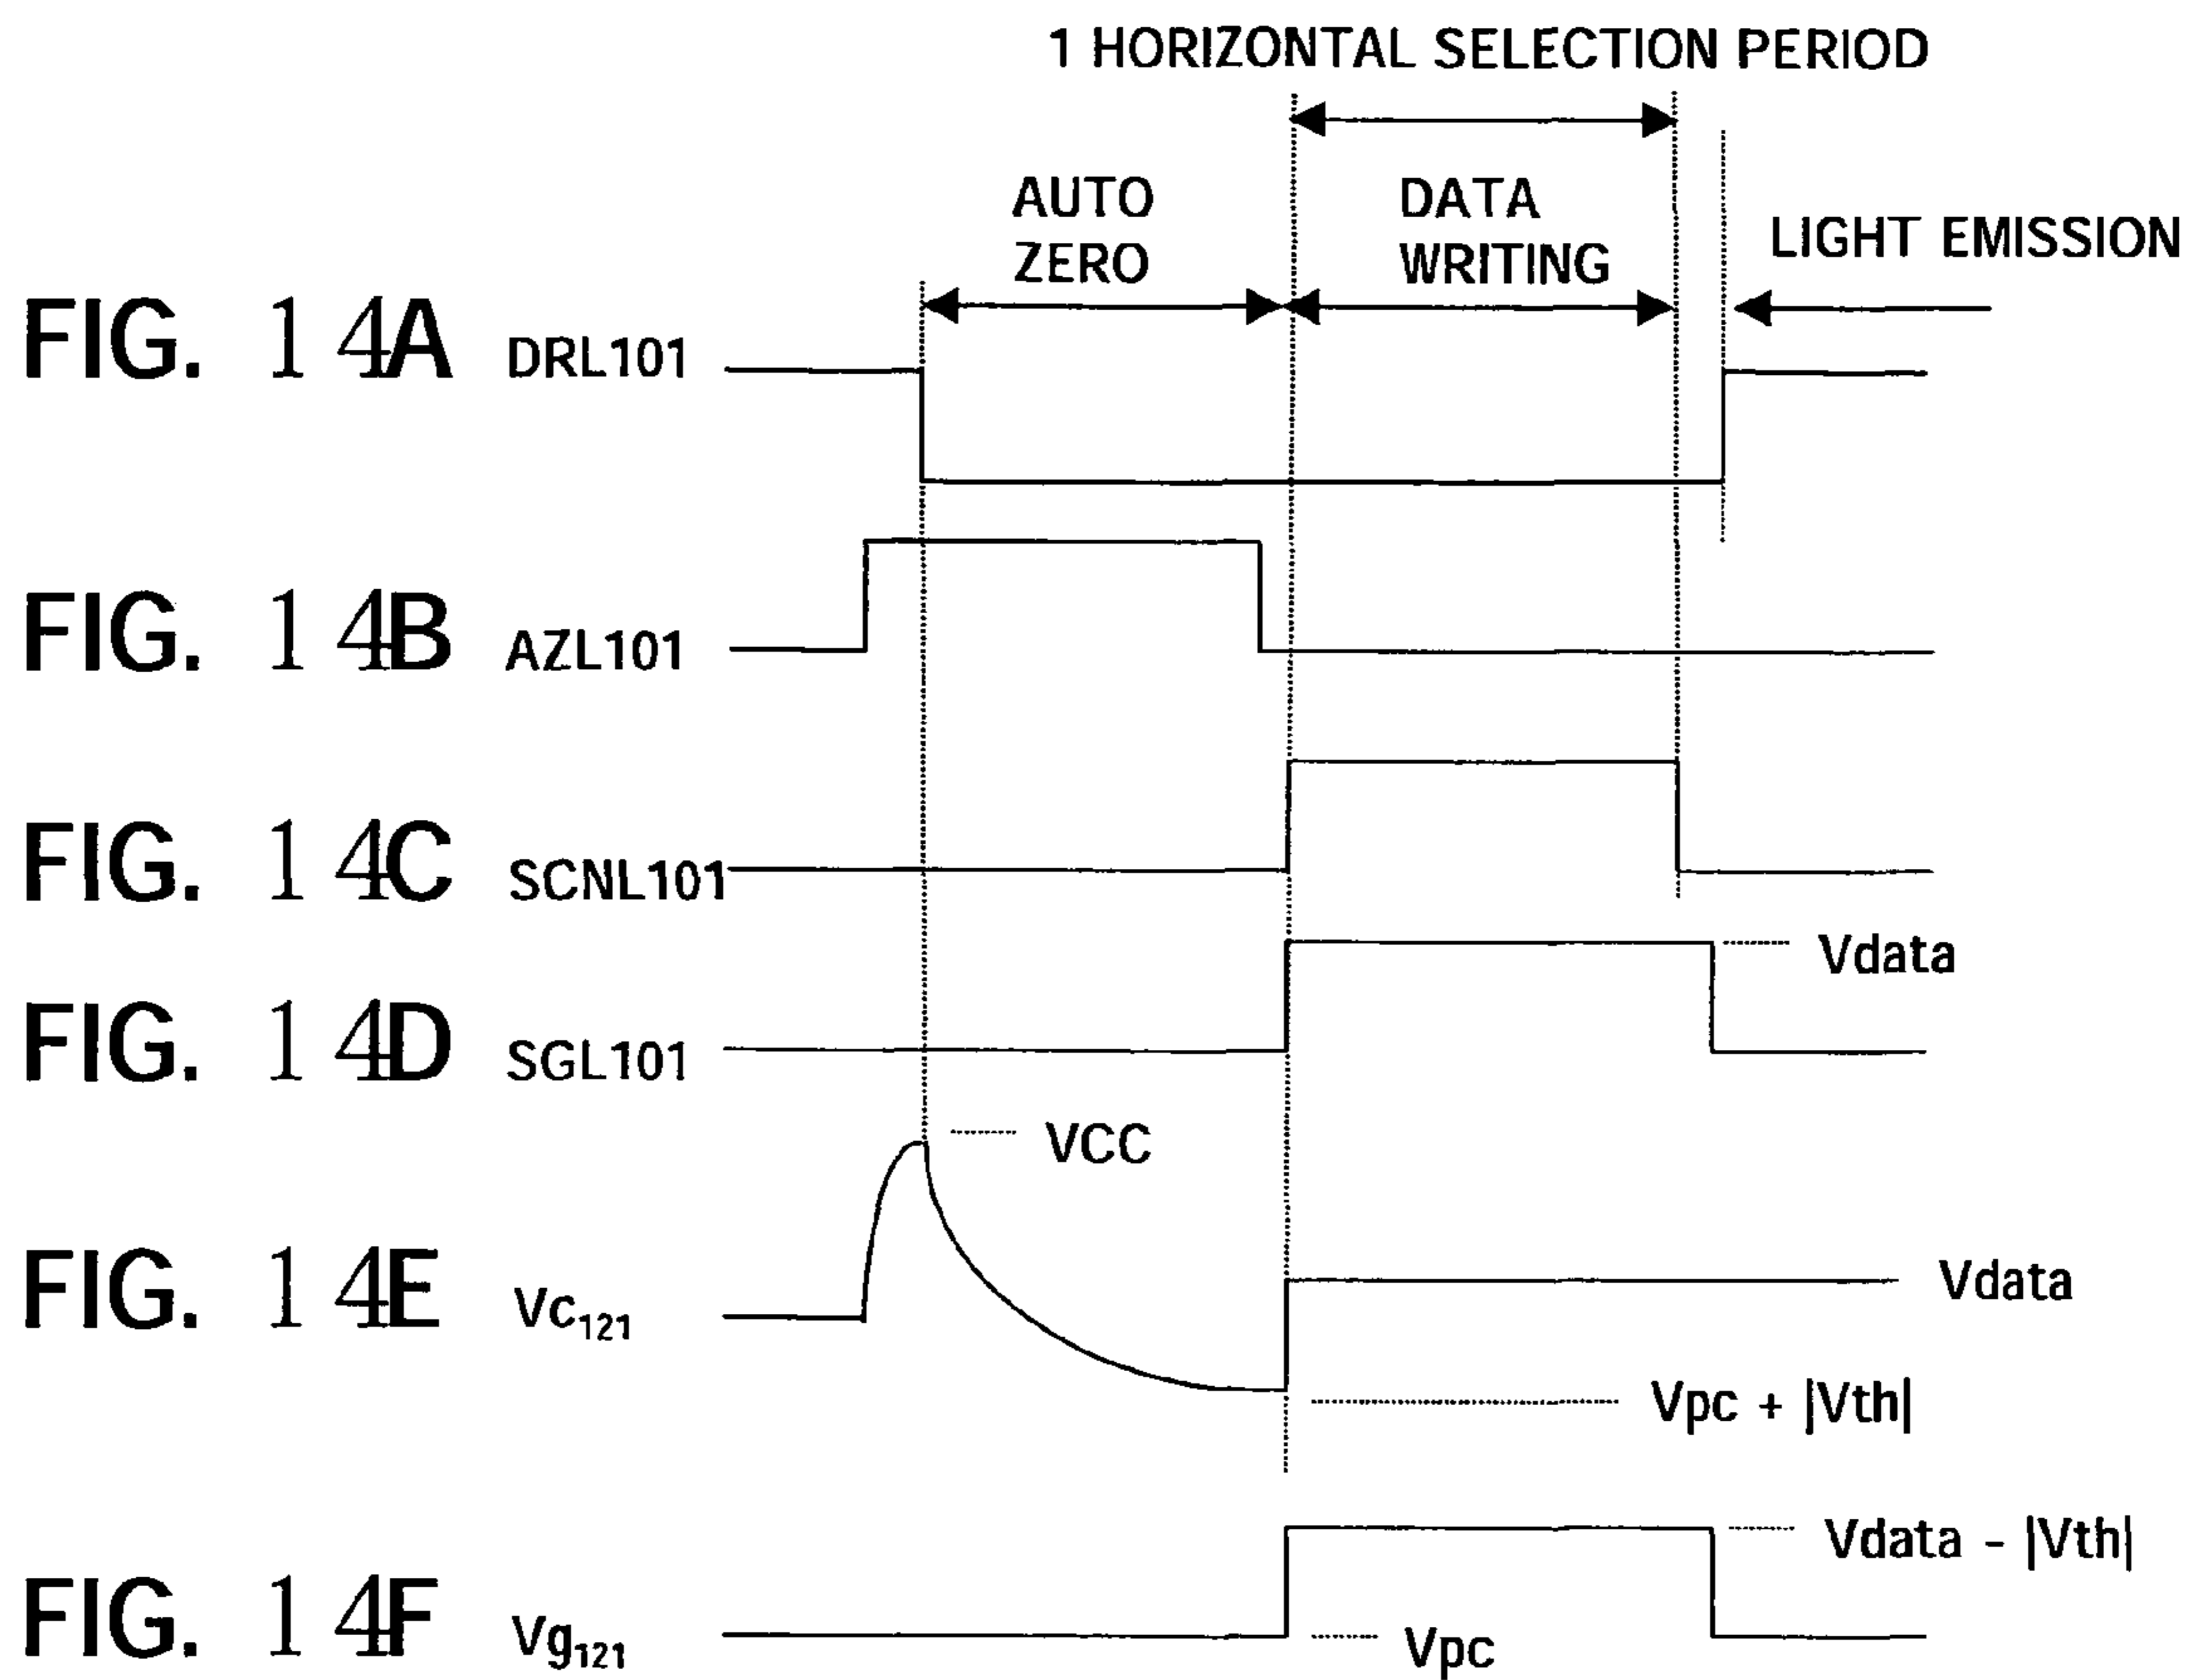 1 HORIZONTAL SELECTION PERIOD
AUTO
ZERO
DATA
WRITING
LIGHT EMISSION
FIG. 14A DRL101
FIG. 14B AZL101
FIG. 14C SCNL101
Vdata
FIG. 14D SGL101
VCC
FIG. 14E Vc121
Vdata
Vpc + |Vth|
Vdata - |Vth|
FIG. 14F Vg121
Vpc